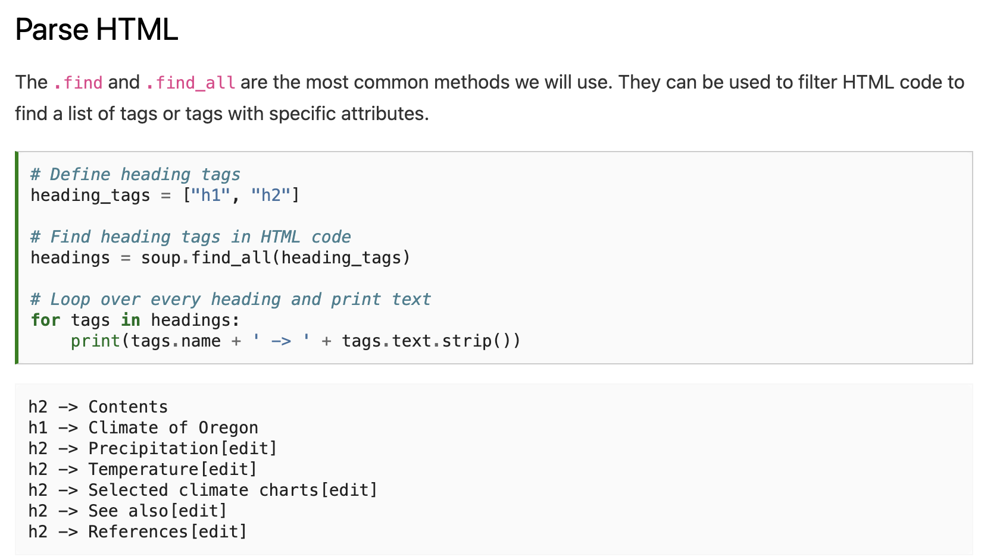 Parse HTML
The .find and .find_all are the most common methods we will use. They can be used to filter HTML code to
find a list of tags or tags with specific attributes.
# Define heading tags
heading_tags = ["h1", "h2"]
# Find heading tags in HTML code
headings = soup.find_all(heading_tags)
# Loop over every heading and print text
for tags in headings:
    print(tags.name + ' -> ' + tags.text.strip())
h2 -> Contents
h1 -> Climate of Oregon
h2 -> Precipitation[edit]
h2 -> Temperature[edit]
h2 -> Selected climate charts[edit]
h2 -> See also[edit]
h2 -> References[edit]